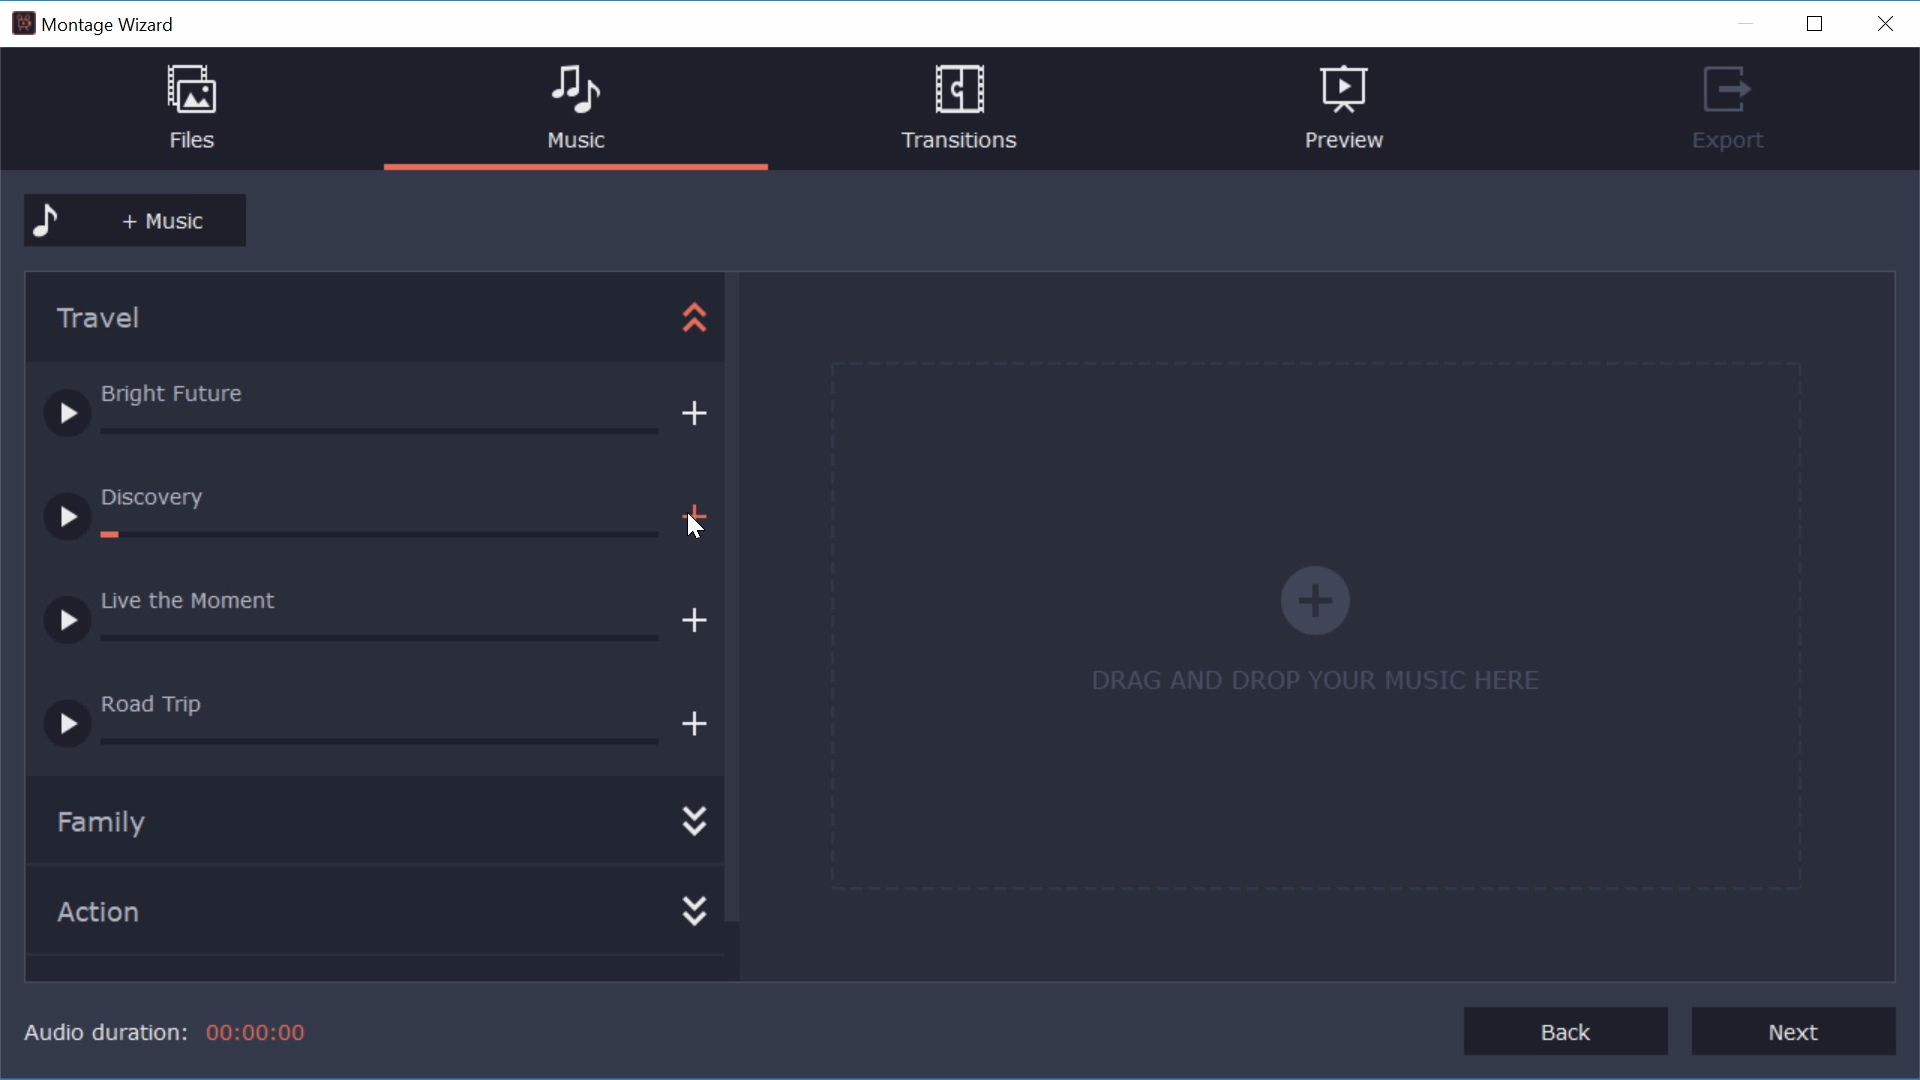 Montage Wizard
Files
Music
Transitions
Preview
Export
+ Music
Travel
Bright Future
Discovery
Live the Moment
Road Trip
Family
Action
DRAG AND DROP YOUR MUSIC HERE
Audio duration: 00:00:00
Back
Next